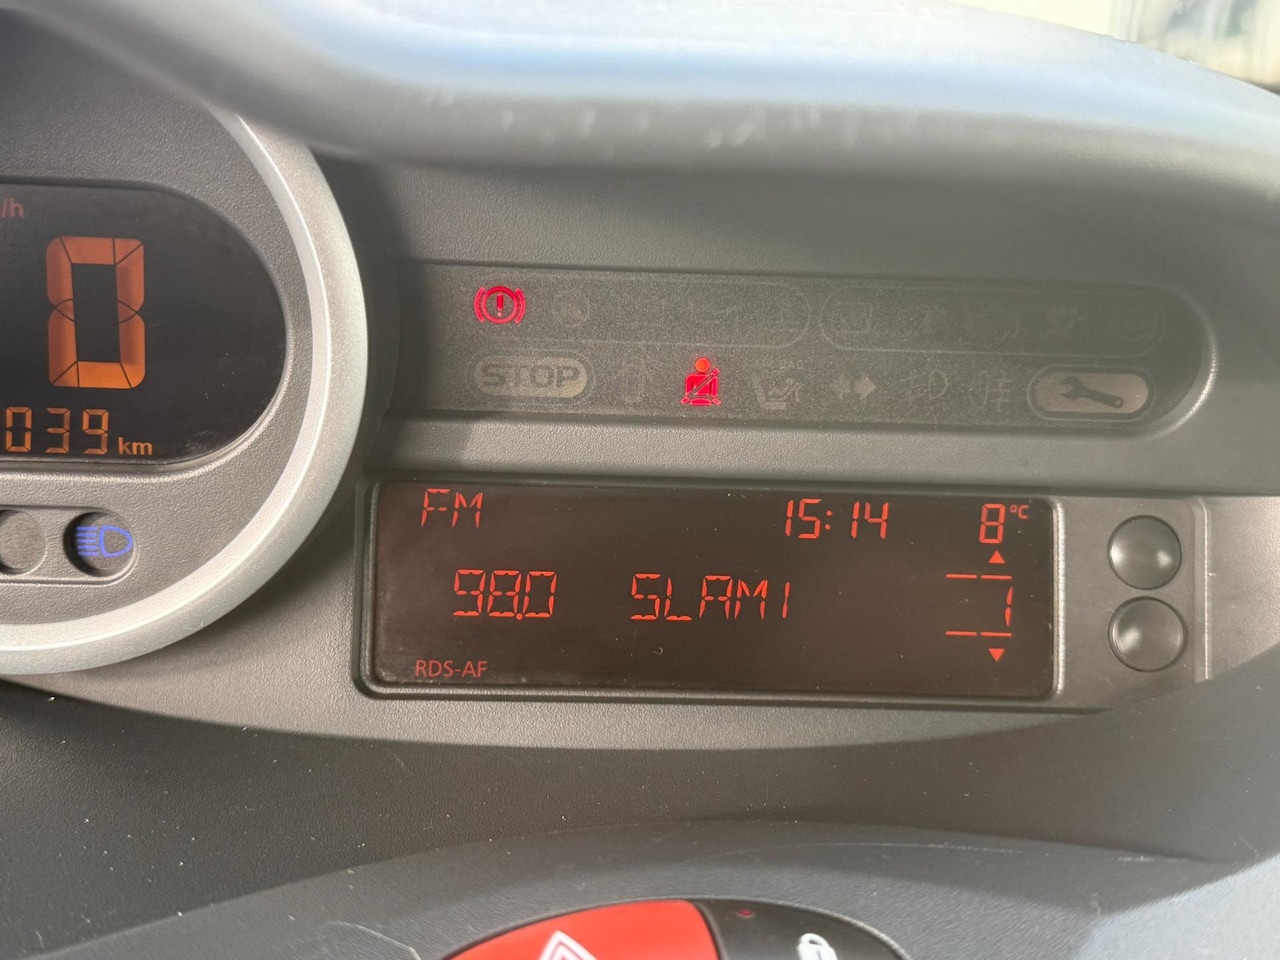 /h
0
039 km
STOP
FM 15:14 8°C
98.0 SLAM! 1
RDS-AF